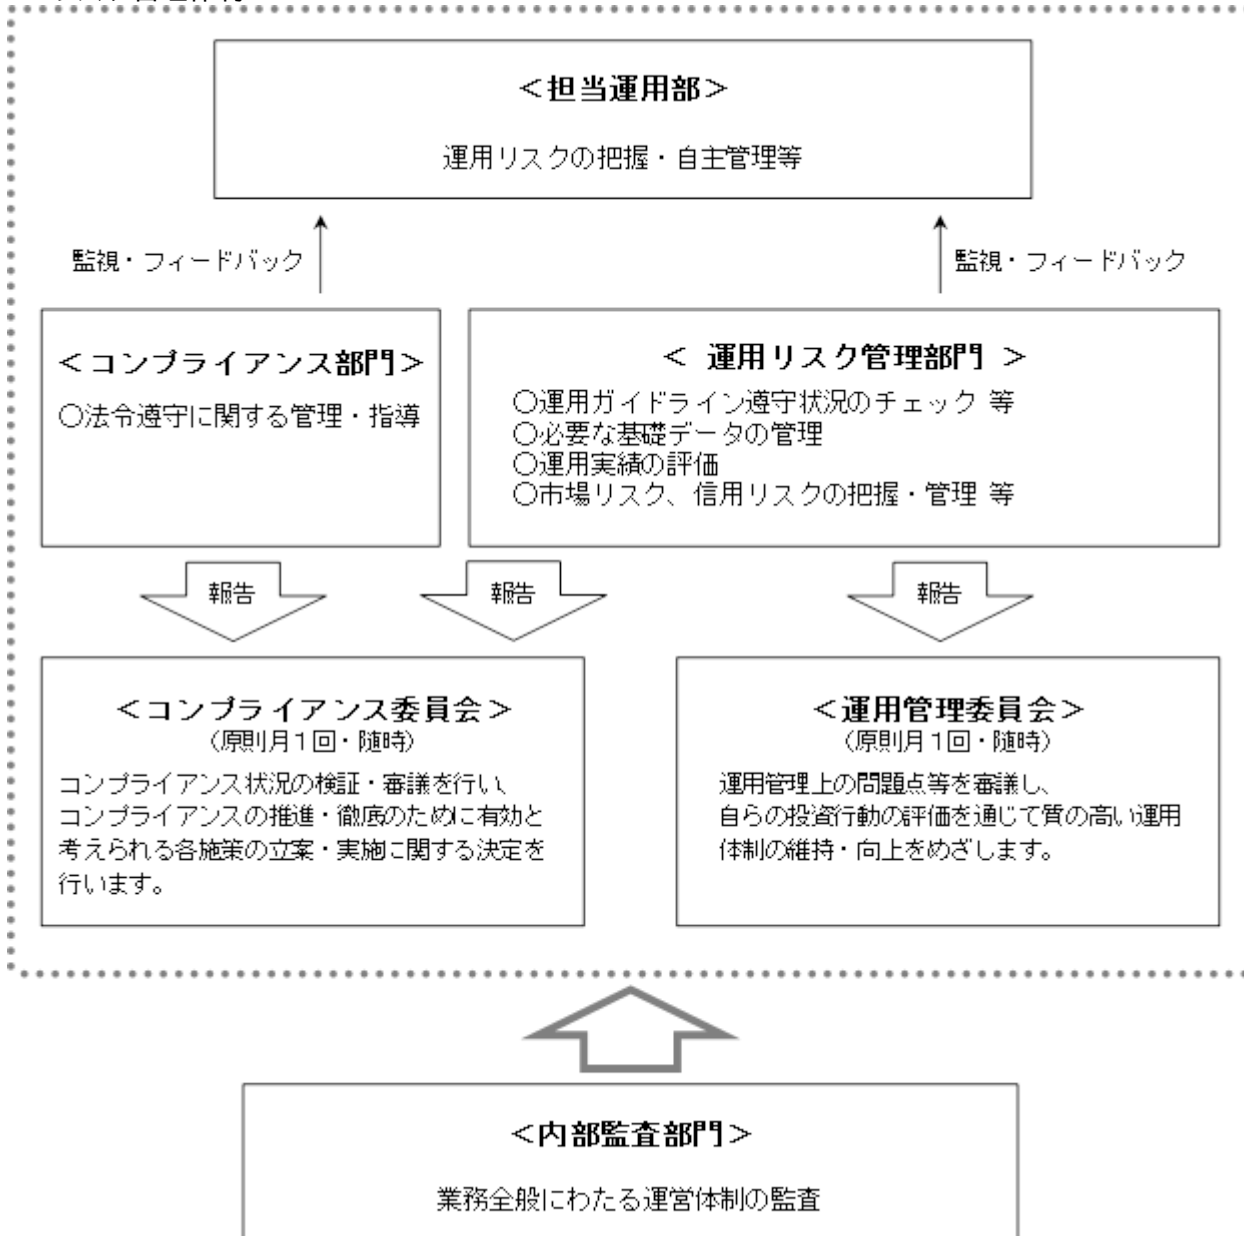 ＜担当運用部＞
運用リスクの把握・自主管理等
監視・フィードバック
監視・フィードバック
＜コンプライアンス部門＞
○法令遵守に関する管理・指導
＜ 運用リスク管理部門 ＞
○運用ガイドライン遵守状況のチェック 等
○必要な基礎データの管理
○運用実績の評価
○市場リスク、信用リスクの把握・管理 等
報告
報告
報告
＜コンプライアンス委員会＞
（原則月１回・随時）
コンプライアンス状況の検証・審議を行い、
コンプライアンスの推進・徹底のために有効と
考えられる各施策の立案・実施に関する決定を
行います。
＜運用管理委員会＞
（原則月１回・随時）
運用管理上の問題点等を審議し、
自らの投資行動の評価を通じて質の高い運用
体制の維持・向上をめざします。
＜内部監査部門＞
業務全般にわたる運営体制の監査